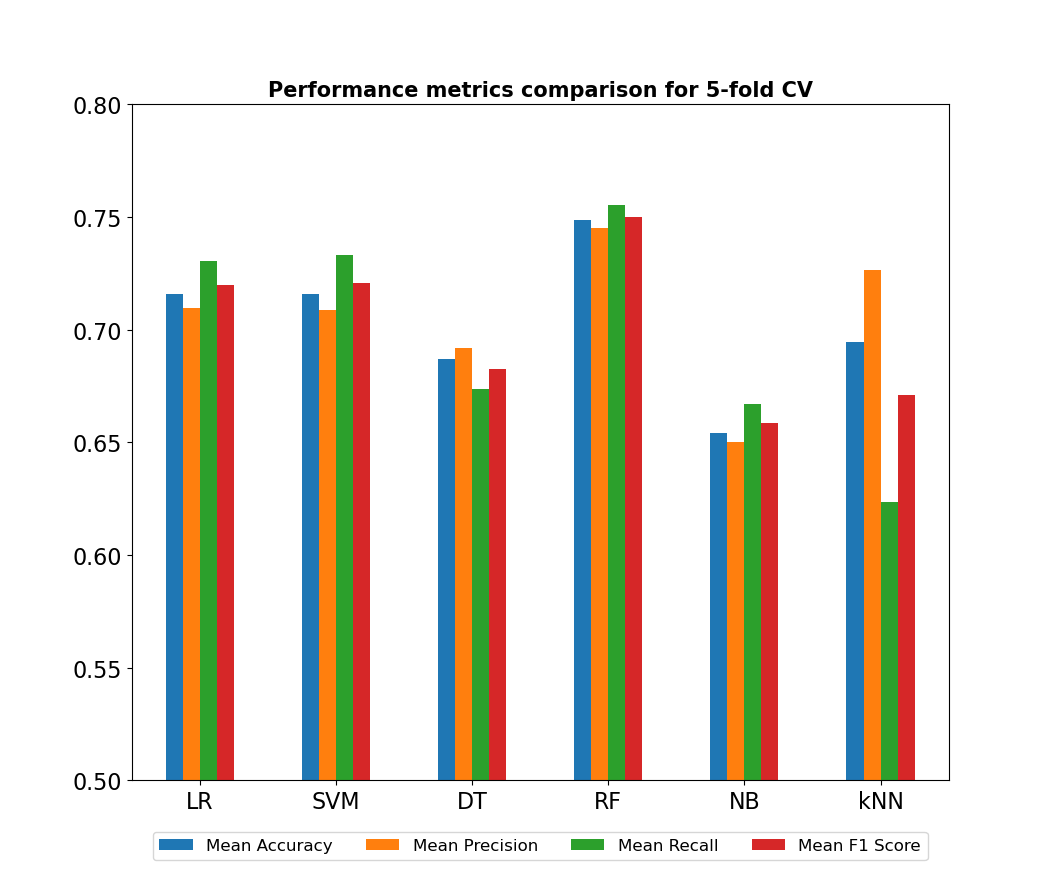 Performance metrics comparison for 5-fold CV
0.80
0.75
0.70
0.65
0.60
0.55
0.50
LR SVM DT RF NB kNN
Mean Accuracy Mean Precision Mean Recall Mean F1 Score